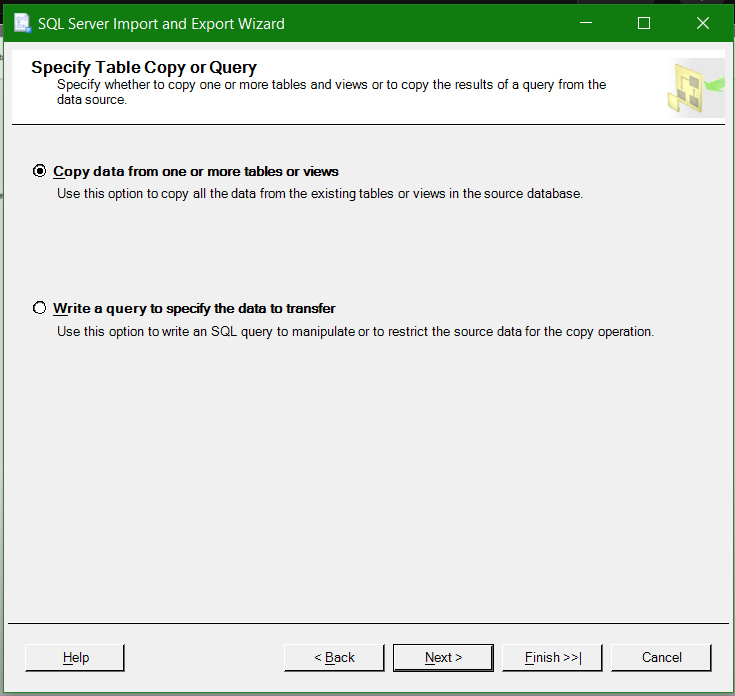 SQL Server Import and Export Wizard
Specify Table Copy or Query
Specify whether to copy one or more tables and views or to copy the results of a query from the
data source.
Copy data from one or more tables or views
Use this option to copy all the data from the existing tables or views in the source database.
Write a query to specify the data to transfer
Use this option to write an SQL query to manipulate or to restrict the source data for the copy operation.
Help
< Back
Next >
Finish >>|
Cancel